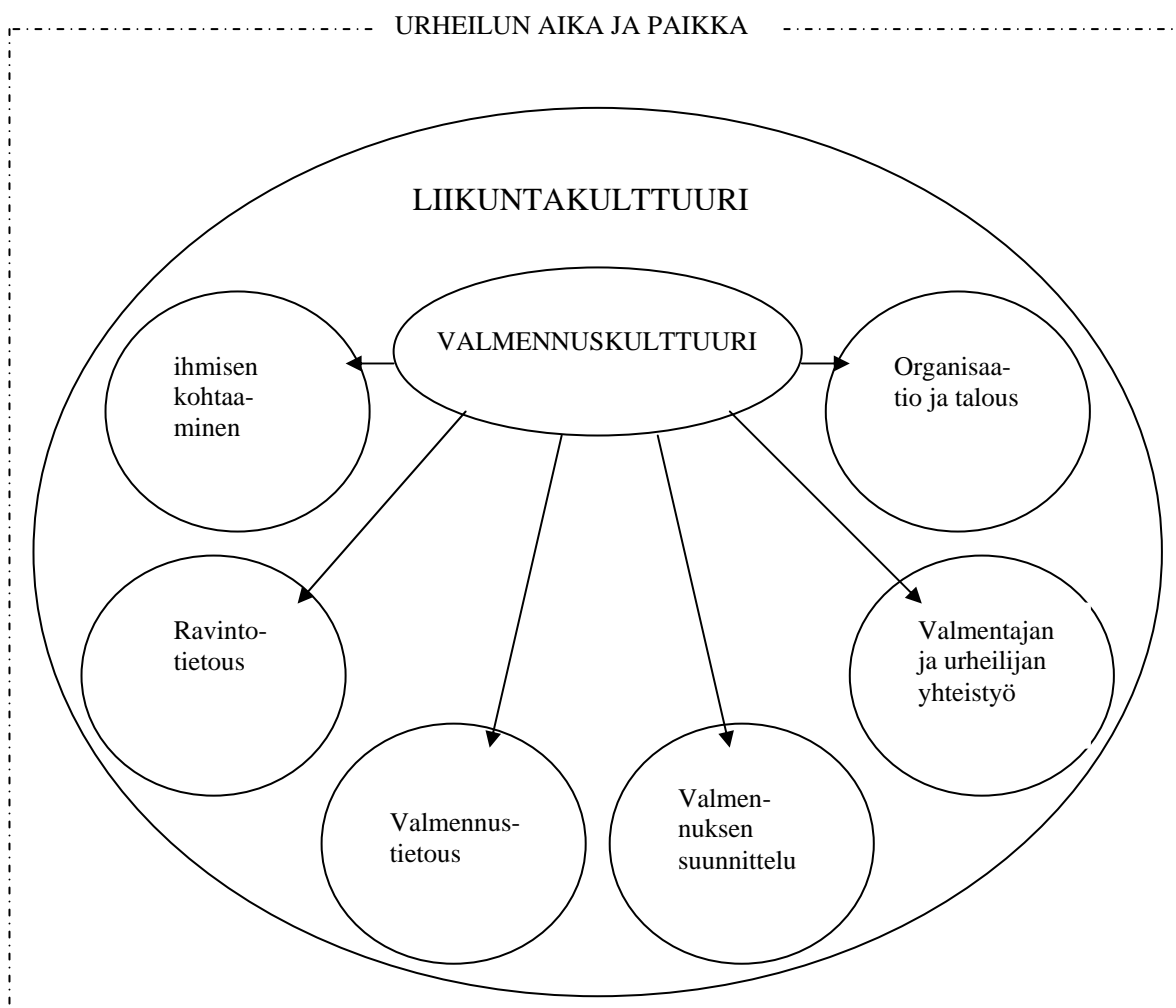 URHEILUN AIKA JA PAIKKA
LIIKUNTAKULTTUURI
VALMENNUSKULTTUURI
ihmisen
kohtaa-
minen
Organisaa-
tio ja talous
Ravinto-
tietous
Valmentajan
ja urheilijan
yhteistyö
Valmennus-
tietous
Valmen-
nuksen
suunnittelu